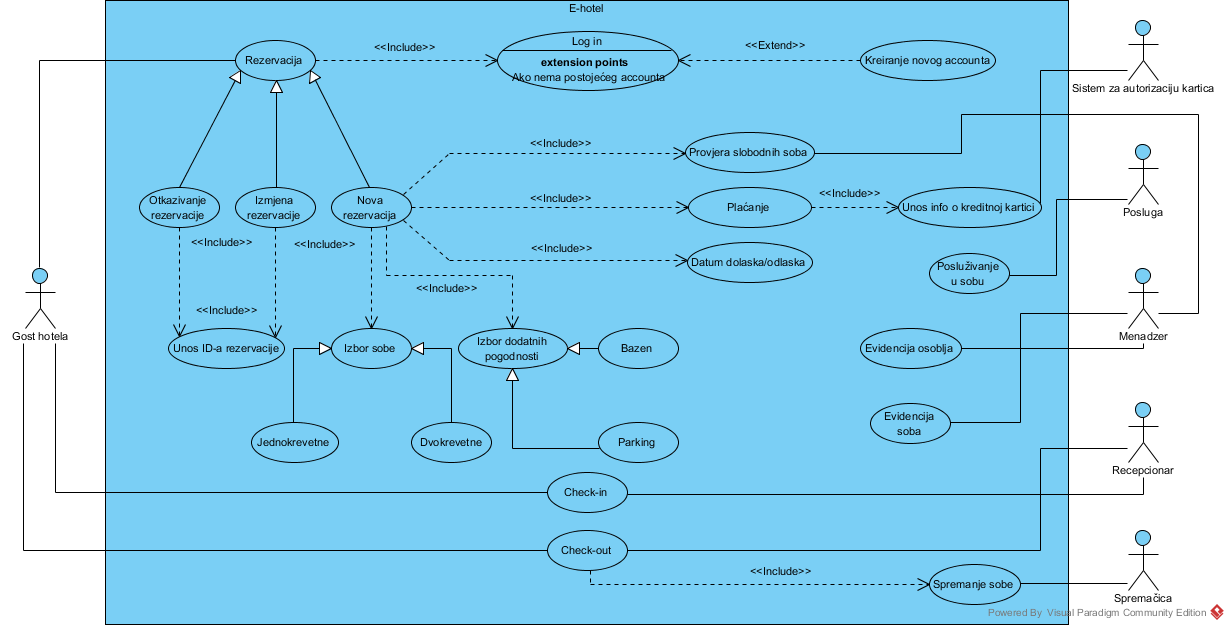 E-hotel
Rezervacija
<<Include>>
Log in
extension points
Ako nema postojećeg accounta
<<Extend>>
Kreiranje novog accounta
Sistem za autorizaciju kartica
<<Include>>
Provjera slobodnih soba
Otkazivanje
rezervacije
Izmjena
rezervacije
Nova
rezervacija
<<Include>>
Plaćanje
<<Include>>
Unos info o kreditnoj kartici
Posluga
<<Include>>
<<Include>>
<<Include>>
Datum dolaska/odlaska
Posluživanje
u sobu
<<Include>>
<<Include>>
Gost hotela
Unos ID-a rezervacije
Izbor sobe
Izbor dodatnih
pogodnosti
Bazen
Evidencija osoblja
Menadzer
Jednokrevetne
Dvokrevetne
Parking
Evidencija
soba
Recepcionar
Check-in
Check-out
<<Include>>
Spremanje sobe
Spremačica
Powered By Visual Paradigm Community Edition